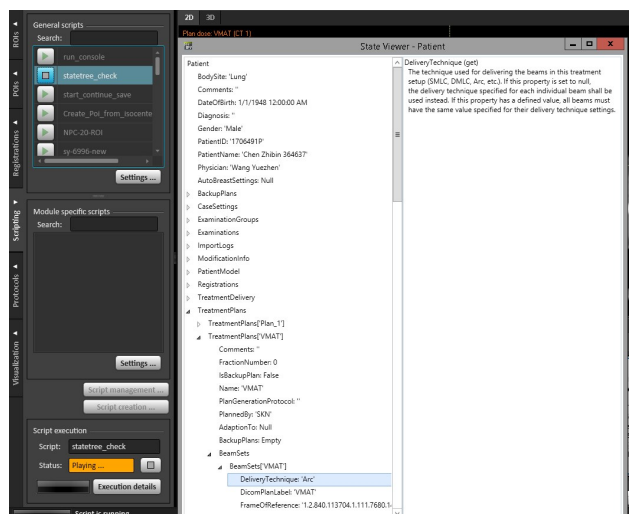 2D 3D
Plan dose: VMAT (CT 1)
ROIs
POIs
Registrations
Scripting
Protocols
Visualization
General scripts
Search:
run_console
statetree_check
start_continue_save
Create_Poi_from_Isocente
NPC-20-ROI
sy-6996-new
Settings ...
Module specific scripts
Search:
Settings ...
Script management ...
Script creation ...
Script execution
Script: statetree_check
Status: Playing ...
Execution details
Script is running
State Viewer - Patient
Patient
BodySite: 'Lung'
Comments: ''
DateOfBirth: 1/1/1948 12:00:00 AM
Diagnosis: ''
Gender: 'Male'
PatientID: '1706491P'
PatientName: 'Chen Zhibin 364637'
Physician: 'Wang Yuezhen'
AutoBreastSettings: Null
BackupPlans
CaseSettings
ExaminationGroups
Examinations
ImportLogs
ModificationInfo
PatientModel
Registrations
TreatmentDelivery
TreatmentPlans
TreatmentPlans['Plan_1']
TreatmentPlans['VMAT']
Comments: ''
FractionNumber: 0
IsBackupPlan: False
Name: 'VMAT'
PlanGenerationProtocol: ''
PlannedBy: 'SKN'
AdaptionTo: Null
BackupPlans: Empty
BeamSets
BeamSets['VMAT']
DeliveryTechnique: 'Arc'
DicomPlanLabel: 'VMAT'
FrameOfReference: '1.2.840.113704.1.111.7680.1
DeliveryTechnique (get)
The technique used for delivering the beams in this treatment
setup (SMLC, DMLC, Arc, etc.). If this property is set to null,
the delivery technique specified for each individual beam shall be
used instead. If this property has a defined value, all beams must
have the same value specified for their delivery technique settings.